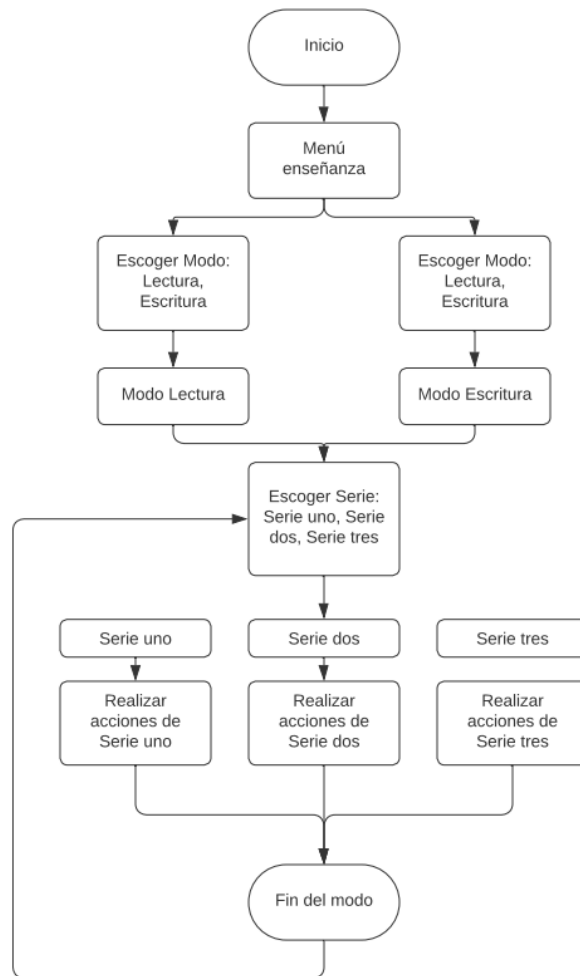 Inicio
Menú
enseñanza
Escoger Modo:
Lectura,
Escritura
Escoger Modo:
Lectura,
Escritura
Modo Lectura
Modo Escritura
Escoger Serie:
Serie uno, Serie
dos, Serie tres
Serie uno
Serie dos
Serie tres
Realizar
acciones de
Serie uno
Realizar
acciones de
Serie dos
Realizar
acciones de
Serie tres
Fin del modo